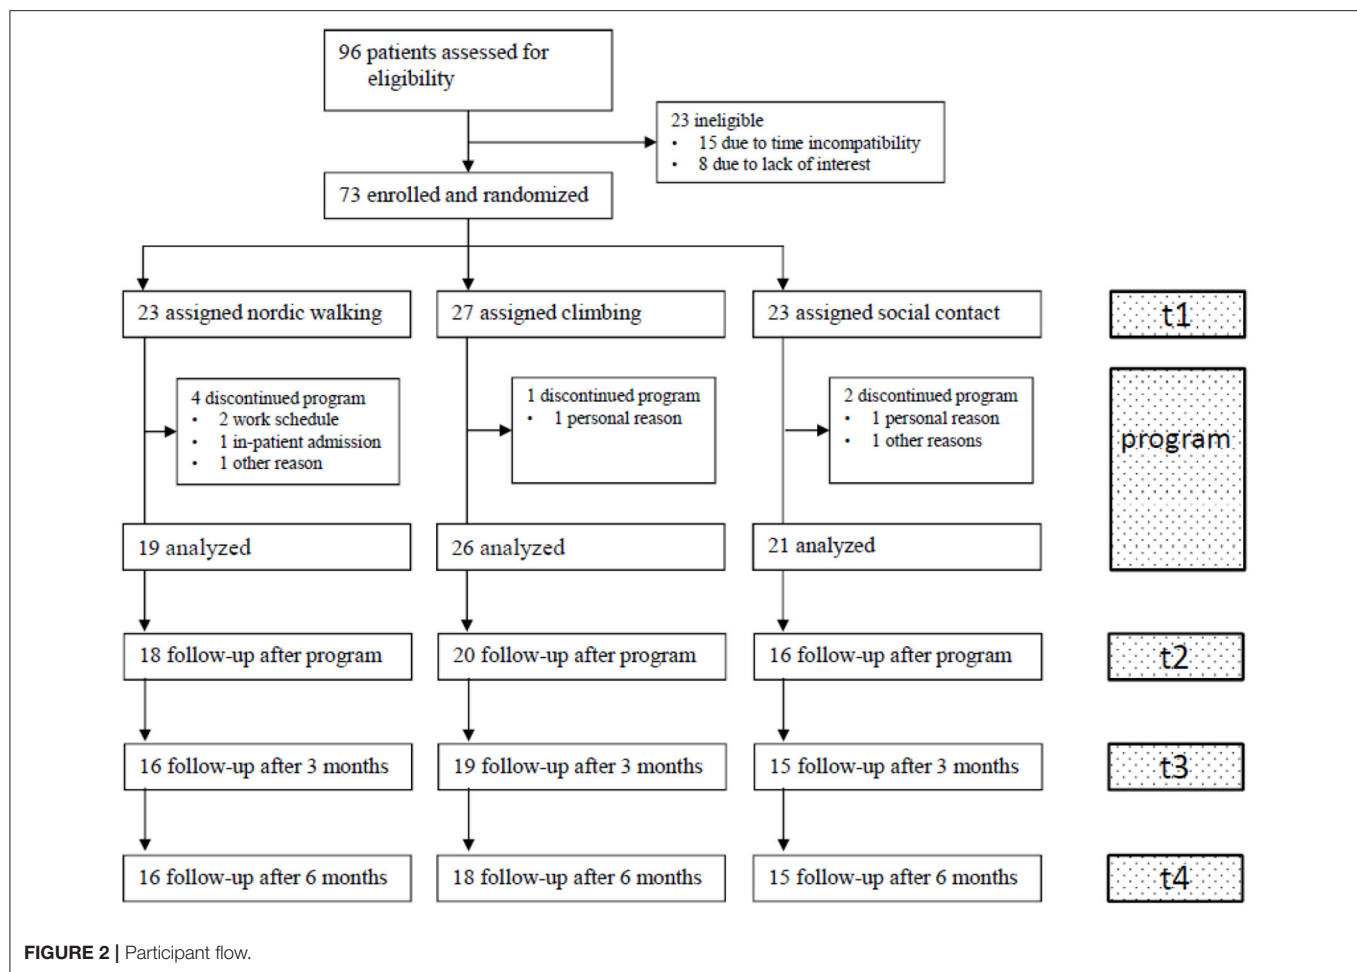 96 patients assessed for
eligibility
23 ineligible
• 15 due to time incompatibility
• 8 due to lack of interest
73 enrolled and randomized
23 assigned nordic walking
27 assigned climbing
23 assigned social contact
t1
4 discontinued program
• 2 work schedule
• 1 in-patient admission
• 1 other reason
1 discontinued program
• 1 personal reason
2 discontinued program
• 1 personal reason
• 1 other reasons
program
19 analyzed
26 analyzed
21 analyzed
18 follow-up after program
20 follow-up after program
16 follow-up after program
t2
16 follow-up after 3 months
19 follow-up after 3 months
15 follow-up after 3 months
t3
16 follow-up after 6 months
18 follow-up after 6 months
15 follow-up after 6 months
t4
FIGURE 2 | Participant flow.